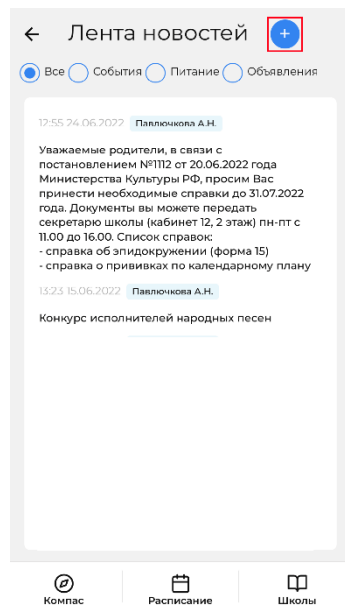 Лента новостей +
Все События Питание Объявления
12:55 24.06.2022 Павлючкова А.Н.
Уважаемые родители, в связи с
постановлением №1112 от 20.06.2022 года
Министерства Культуры РФ, просим Вас
принести необходимые справки до 31.07.2022
года. Документы вы можете передать
секретарю школы (кабинет 12, 2 этаж) пн-пт с
11.00 до 16.00. Список справок:
- справка об эпидокружении (форма 15)
- справка о прививках по календарному плану
13:23 15.06.2022 Павлючкова А.Н.
Конкурс исполнителей народных песен
Компас Расписание Школы